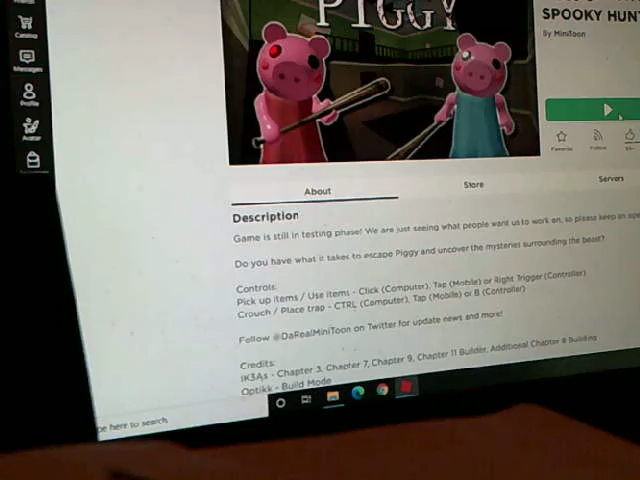 PIGGY
SPOOKY HUN
By MiniToon
Catalog
Messages
Profile
Avatar
Favorite
Follow
About
Store
Servers
Description
Game is still in testing phase! We are just seeing what people want us to work on, so please keep an ope
Do you have what it takes to escape Piggy and uncover the mysteries surrounding the beast?
Controls:
Pick up items / Use items - Click (Computer), Tap (Mobile) or Right Trigger (Controller)
Crouch / Place trap - CTRL (Computer), Tap (Mobile) or B (Controller)
Follow @DaRealMiniToon on Twitter for update news and more!
Credits:
IK3As - Chapter 3, Chapter 7, Chapter 9, Chapter 11 Builder, Additional Chapter 8 Building
Optikk - Build Mode
pe here to search